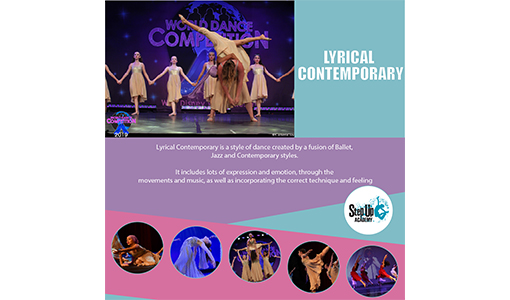 WORLD DANCE
COMPETITION
LYRICAL
CONTEMPORARY
2019
Lyrical Contemporary is a style of dance created by a fusion of Ballet,
Jazz and Contemporary styles.
It includes lots of expression and emotion, through the
movements and music, as well as incorporating the correct technique and feeling
Step Up
ACADEMY